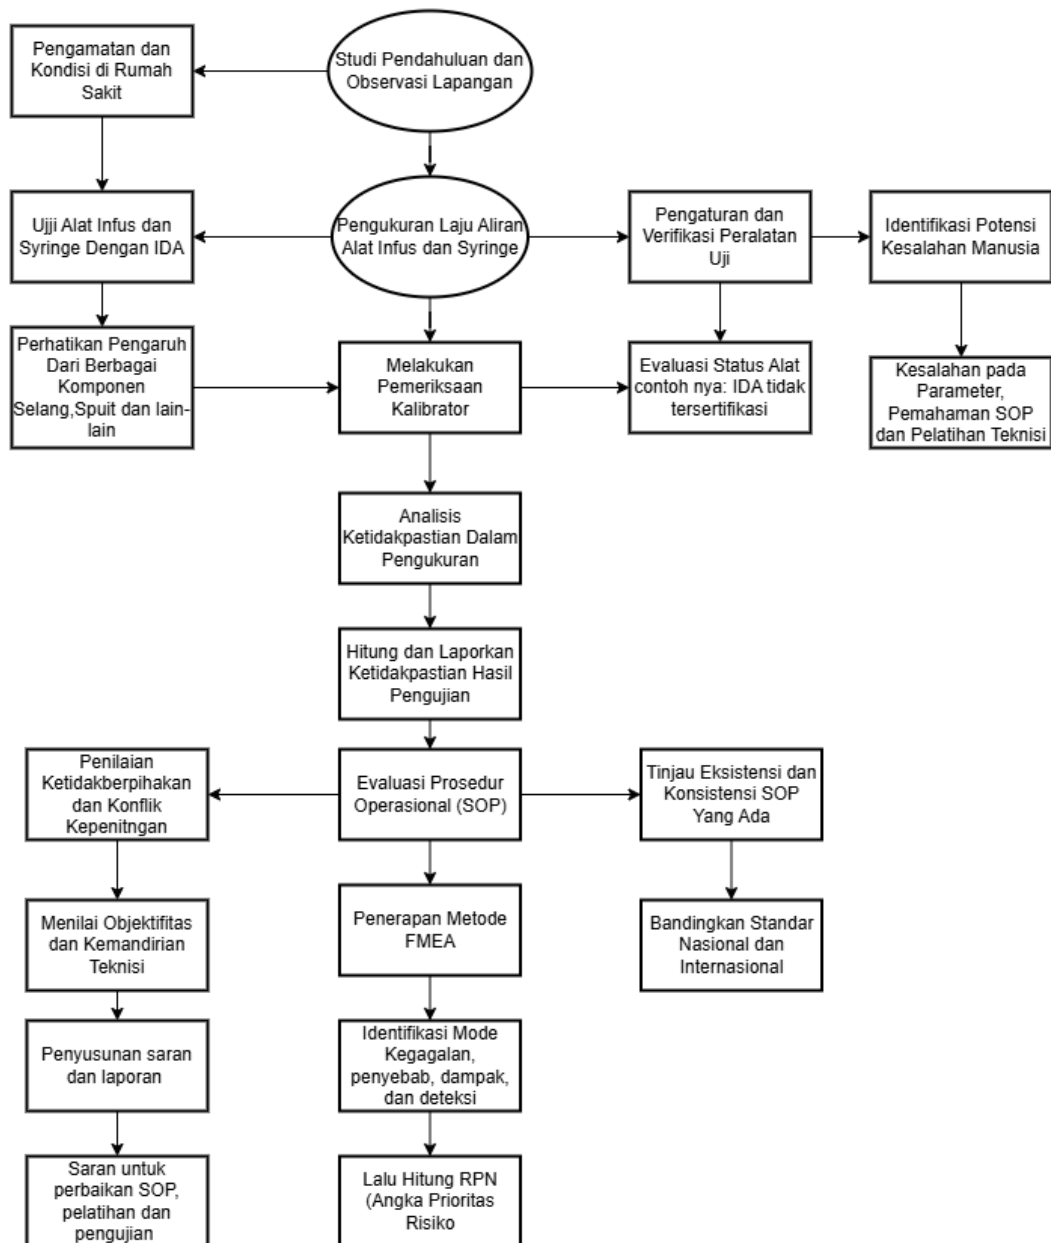 Pengamatan dan
Kondisi di Rumah
Sakit
Studi Pendahuluan dan
Observasi Lapangan
Ujji Alat Infus dan
Syringe Dengan IDA
Pengukuran Laju Aliran
Alat Infus dan Syringe
Pengaturan dan
Verifikasi Peralatan
Uji
Identifikasi Potensi
Kesalahan Manusia
Perhatikan Pengaruh
Dari Berbagai
Komponen
Selang,Spuit dan lain-
lain
Melakukan
Pemeriksaan
Kalibrator
Evaluasi Status Alat
contoh nya: IDA tidak
tersertifikasi
Kesalahan pada
Parameter,
Pemahaman SOP
dan Pelatihan Teknisi
Analisis
Ketidakpastian Dalam
Pengukuran
Hitung dan Laporkan
Ketidakpastian Hasil
Pengujian
Penilaian
Ketidakberpihakan
dan Konflik
Kepenitngan
Evaluasi Prosedur
Operasional (SOP)
Tinjau Eksistensi dan
Konsistensi SOP
Yang Ada
Menilai Objektifitas
dan Kemandirian
Teknisi
Penerapan Metode
FMEA
Bandingkan Standar
Nasional dan
Internasional
Penyusunan saran
dan laporan
Identifikasi Mode
Kegagalan,
penyebab, dampak,
dan deteksi
Saran untuk
perbaikan SOP,
pelatihan dan
pengujian
Lalu Hitung RPN
(Angka Prioritas
Risiko